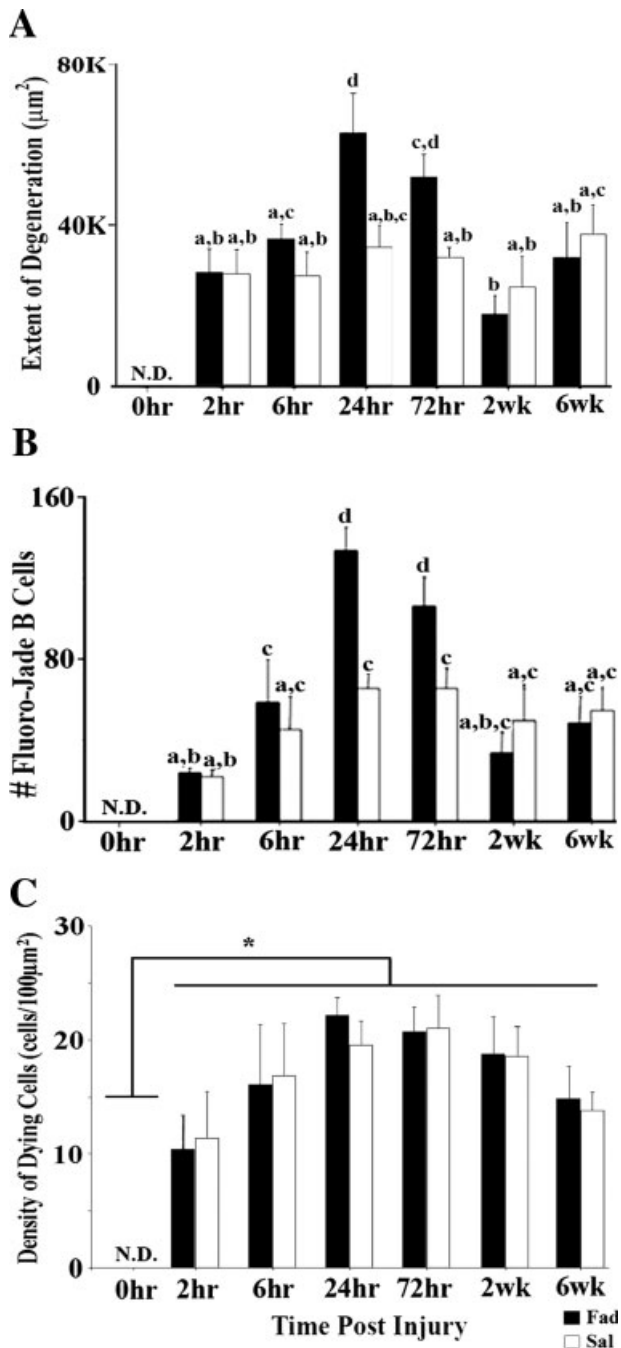 A
Extent of Degeneration (μm²)
80K
40K
0
d
c,d
a,c
a,b
a,b
a,b
a,b,c
a,b
a,b
b
a,b
a,c
N.D.
0hr 2hr 6hr 24hr 72hr 2wk 6wk
B
# Fluoro-Jade B Cells
160
80
0
d
d
c
a,c
c
c
a,c
a,c
a,c
a,b
a,b
a,b,c
N.D.
0hr 2hr 6hr 24hr 72hr 2wk 6wk
C
Density of Dying Cells (cells/100μm²)
30
20
10
0
*
N.D.
0hr 2hr 6hr 24hr 72hr 2wk 6wk
Time Post Injury
Fad
Sal